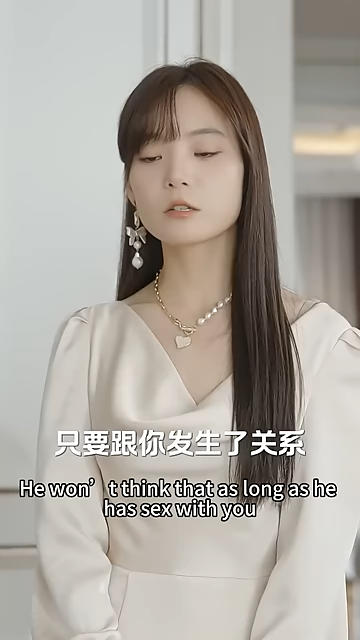 只要跟你发生了关系
He won't think that as long as he
has sex with you